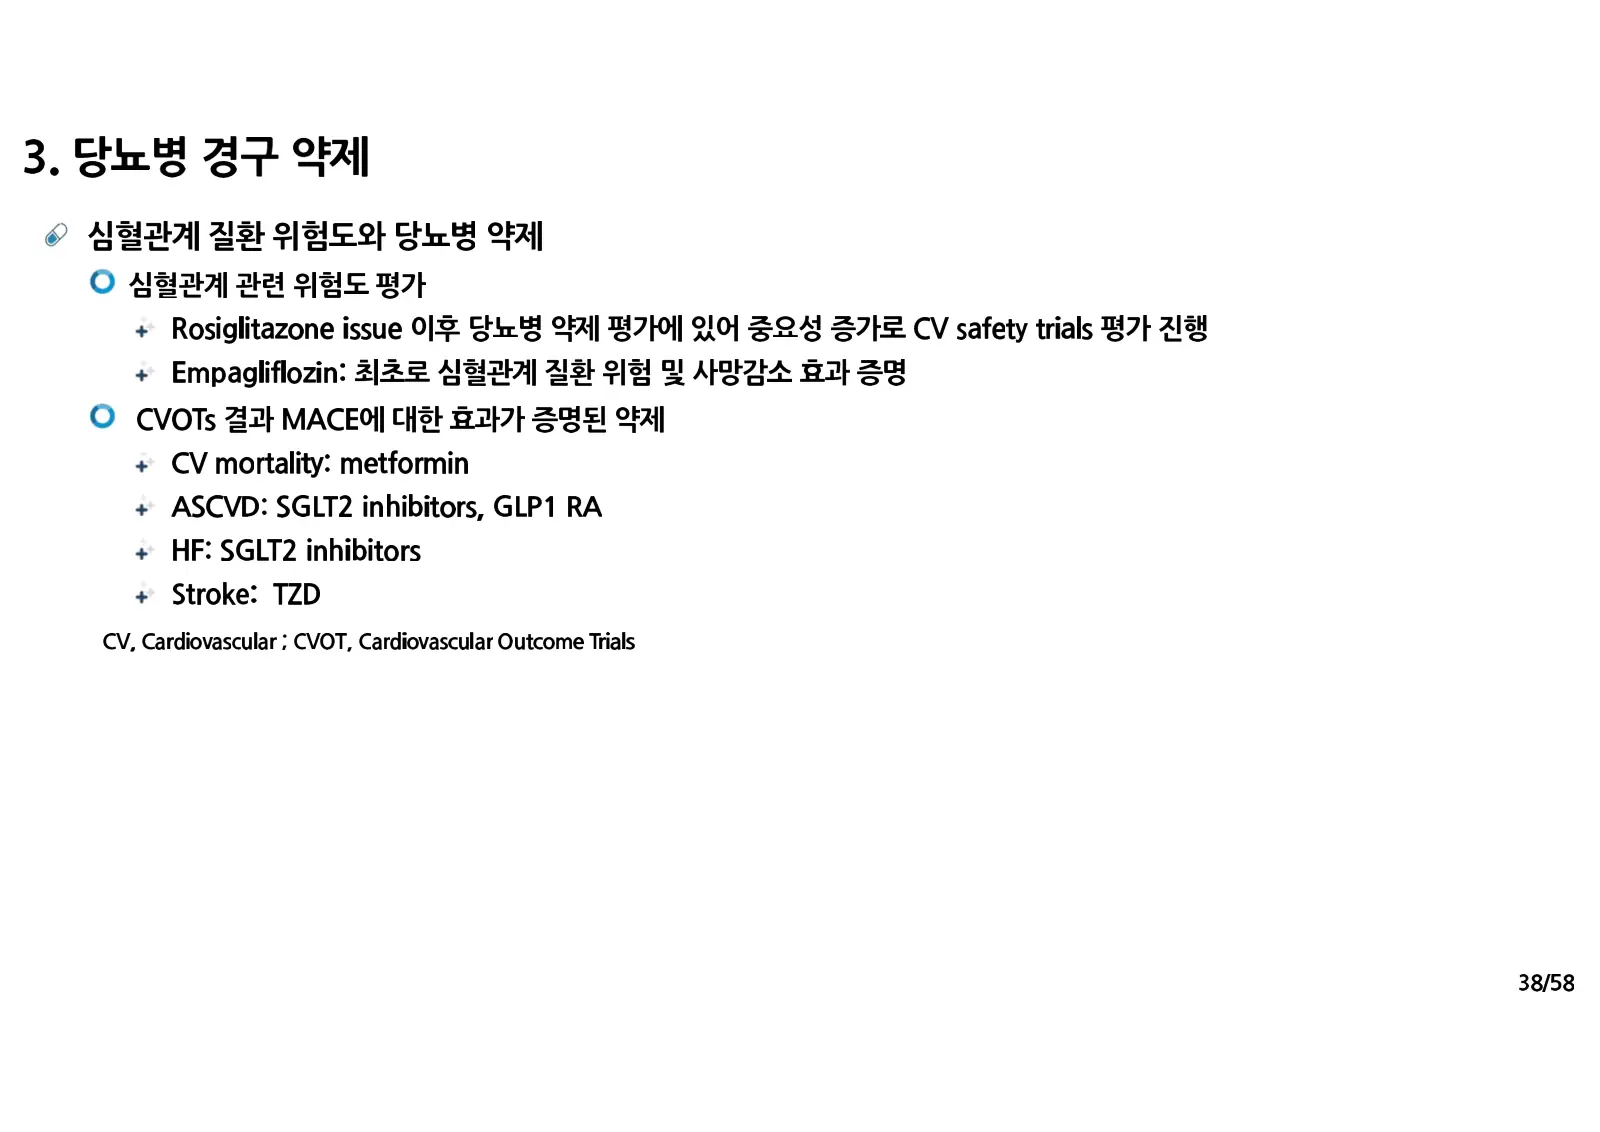 3. 당뇨병 경구 약제
심혈관계 질환 위험도와 당뇨병 약제
심혈관계 관련 위험도 평가
Rosiglitazone issue 이후 당뇨병 약제 평가에 있어 중요성 증가로 CV safety trials 평가 진행
Empagliflozin: 최초로 심혈관계 질환 위험 및 사망감소 효과 증명
CVOTs 결과 MACE에 대한 효과가 증명된 약제
CV mortality: metformin
ASCVD: SGLT2 inhibitors, GLP1 RA
HF: SGLT2 inhibitors
Stroke: TZD
CV, Cardiovascular ; CVOT, Cardiovascular Outcome Trials
38/58